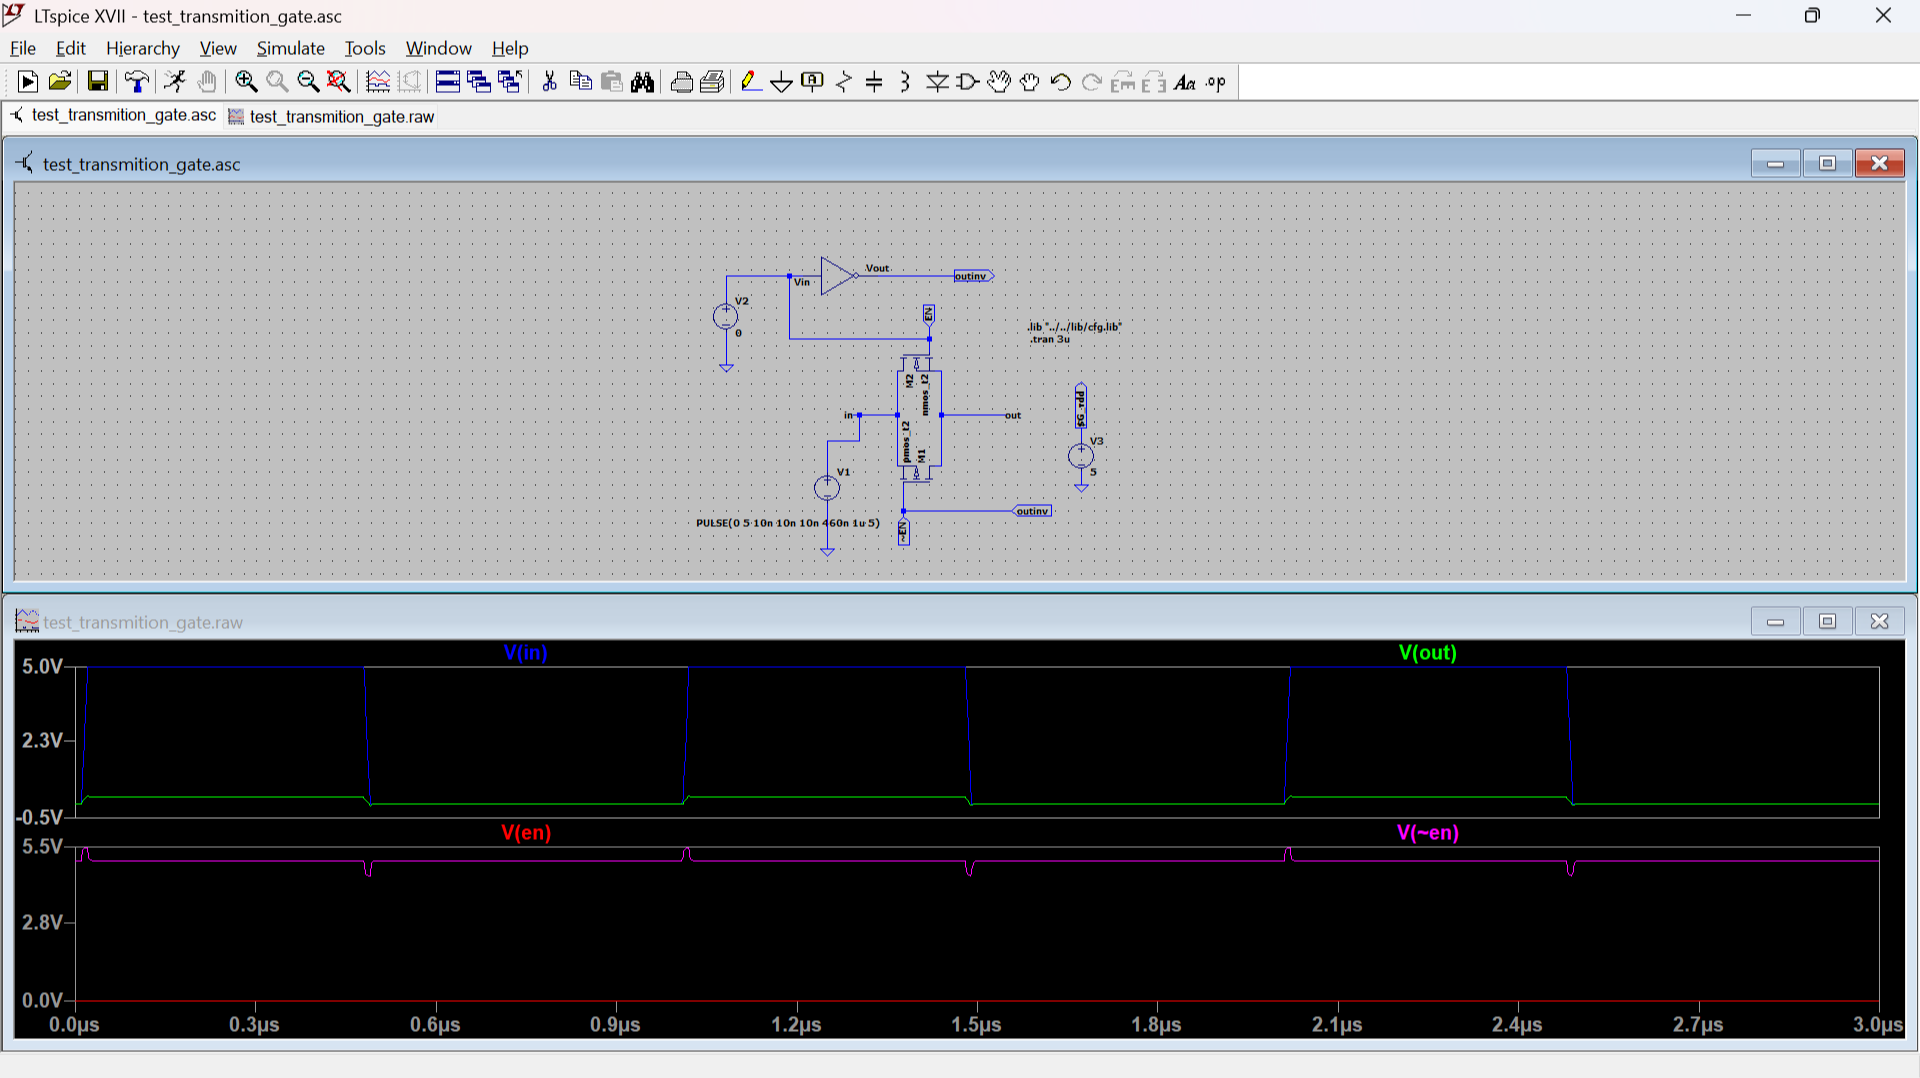 LTspice XVII - test_transmition_gate.asc
File Edit Hierarchy View Simulate Tools Window Help
Aa .op
test_transmition_gate.asc test_transmition_gate.raw
test_transmition_gate.asc
Vout
outinv
Vin
V2
0
EN
.lib "../../lib/cfg.lib"
.tran 3u
M2
nmos_t2
in
out
pmos_t2
M1
$G_vdd
V3
5
V1
outinv
PULSE(0 5 10n 10n 10n 460n 1u 5)
~EN
test_transmition_gate.raw
V(in) V(out)
5.0V
2.3V
-0.5V
V(en) V(~en)
5.5V
2.8V
0.0V
0.0µs 0.3µs 0.6µs 0.9µs 1.2µs 1.5µs 1.8µs 2.1µs 2.4µs 2.7µs 3.0µs